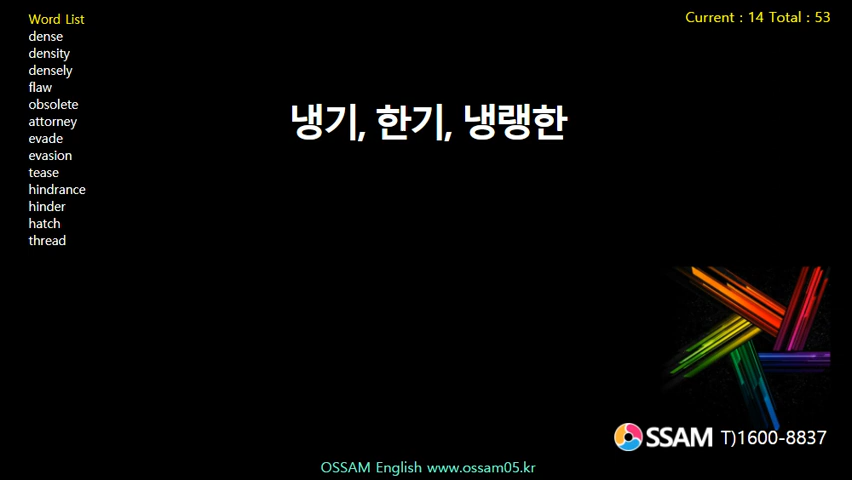 Word List
dense
density
densely
flaw
obsolete
attorney
evade
evasion
tease
hindrance
hinder
hatch
thread
Current : 14 Total : 53
냉기, 한기, 냉랭한
OSSAM T)1600-8837
OSSAM English www.ossam05.kr